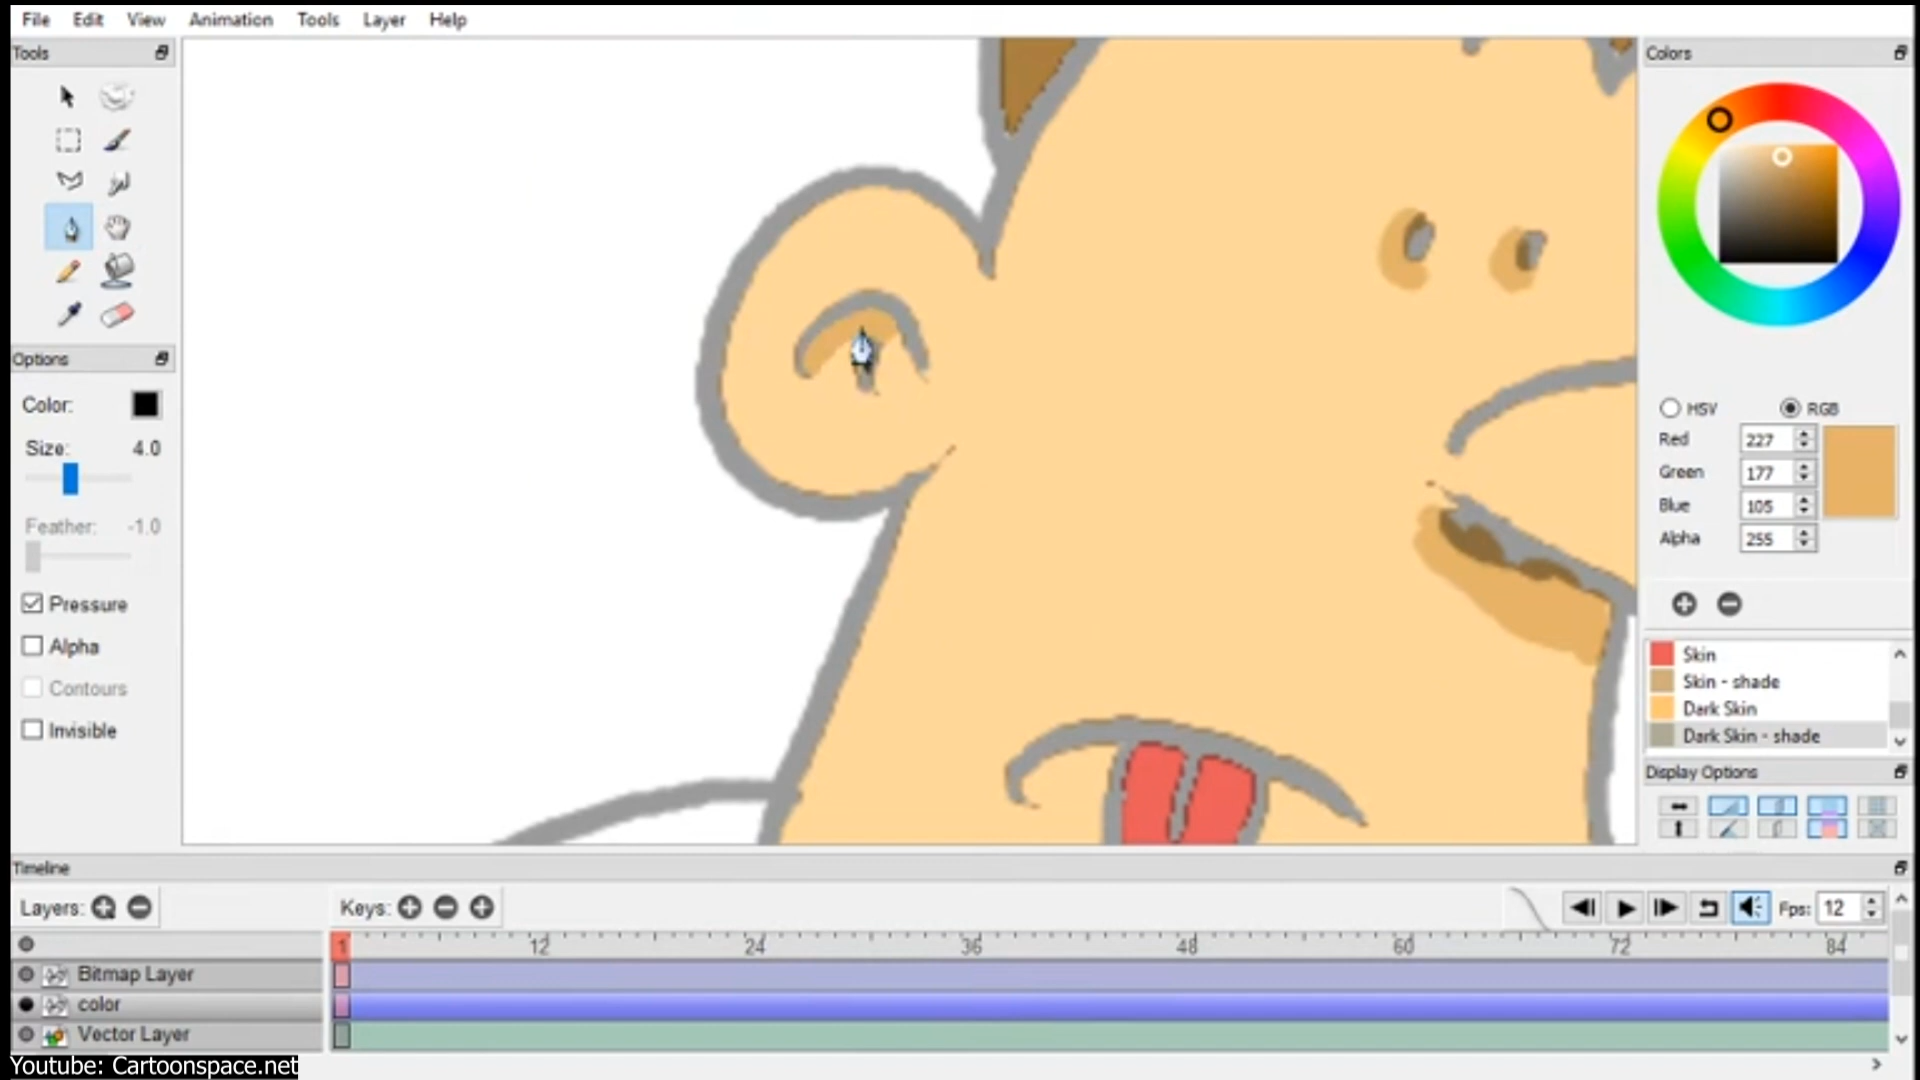 File Edit View Animation Tools Layer Help
Tools
Colors
Options
Color:
Size: 4.0
Feather: -1.0
Pressure
Alpha
Contours
Invisible
HSV RGB
Red 227
Green 177
Blue 105
Alpha 255
Skin
Skin - shade
Dark Skin
Dark Skin - shade
Display Options
Timeline
Layers: Keys: Fps: 12
1 12 24 36 48 60 72 84
Bitmap Layer
color
Vector Layer
Youtube: Cartoonspace.net